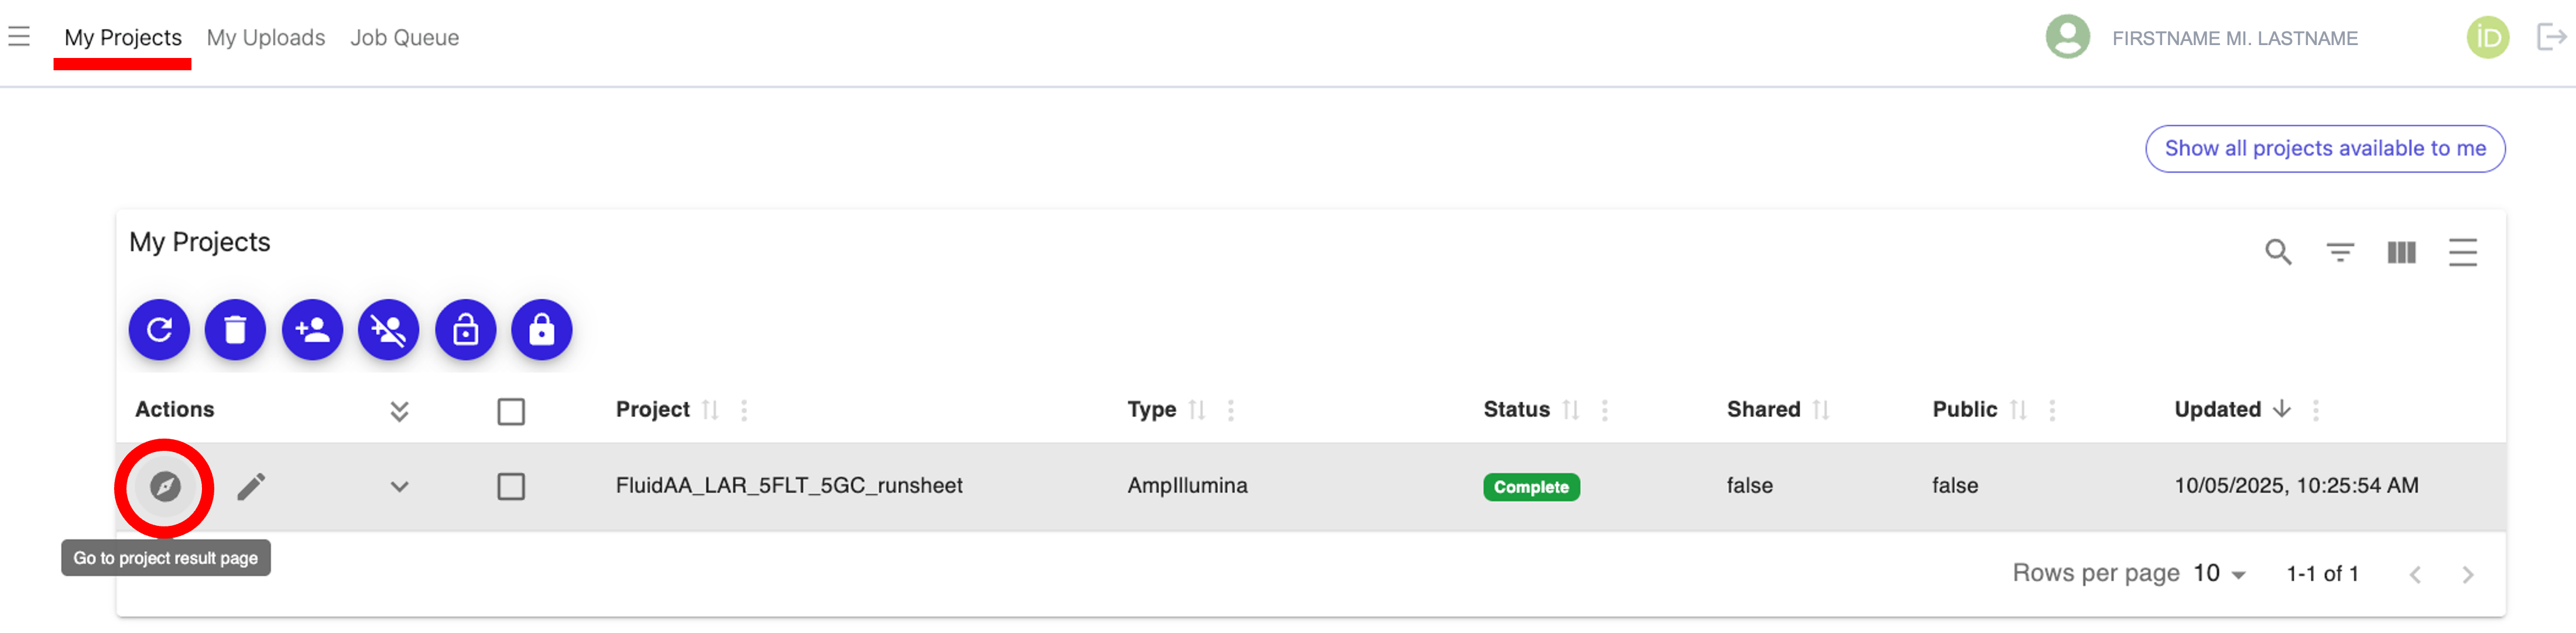 My Projects My Uploads Job Queue FIRSTNAME MI. LASTNAME iD
Show all projects available to me
My Projects
Actions Project Type Status Shared Public Updated
FluidAA_LAR_5FLT_5GC_runsheet AmpIllumina Complete false false 10/05/2025, 10:25:54 AM
Go to project result page
Rows per page 10 1-1 of 1